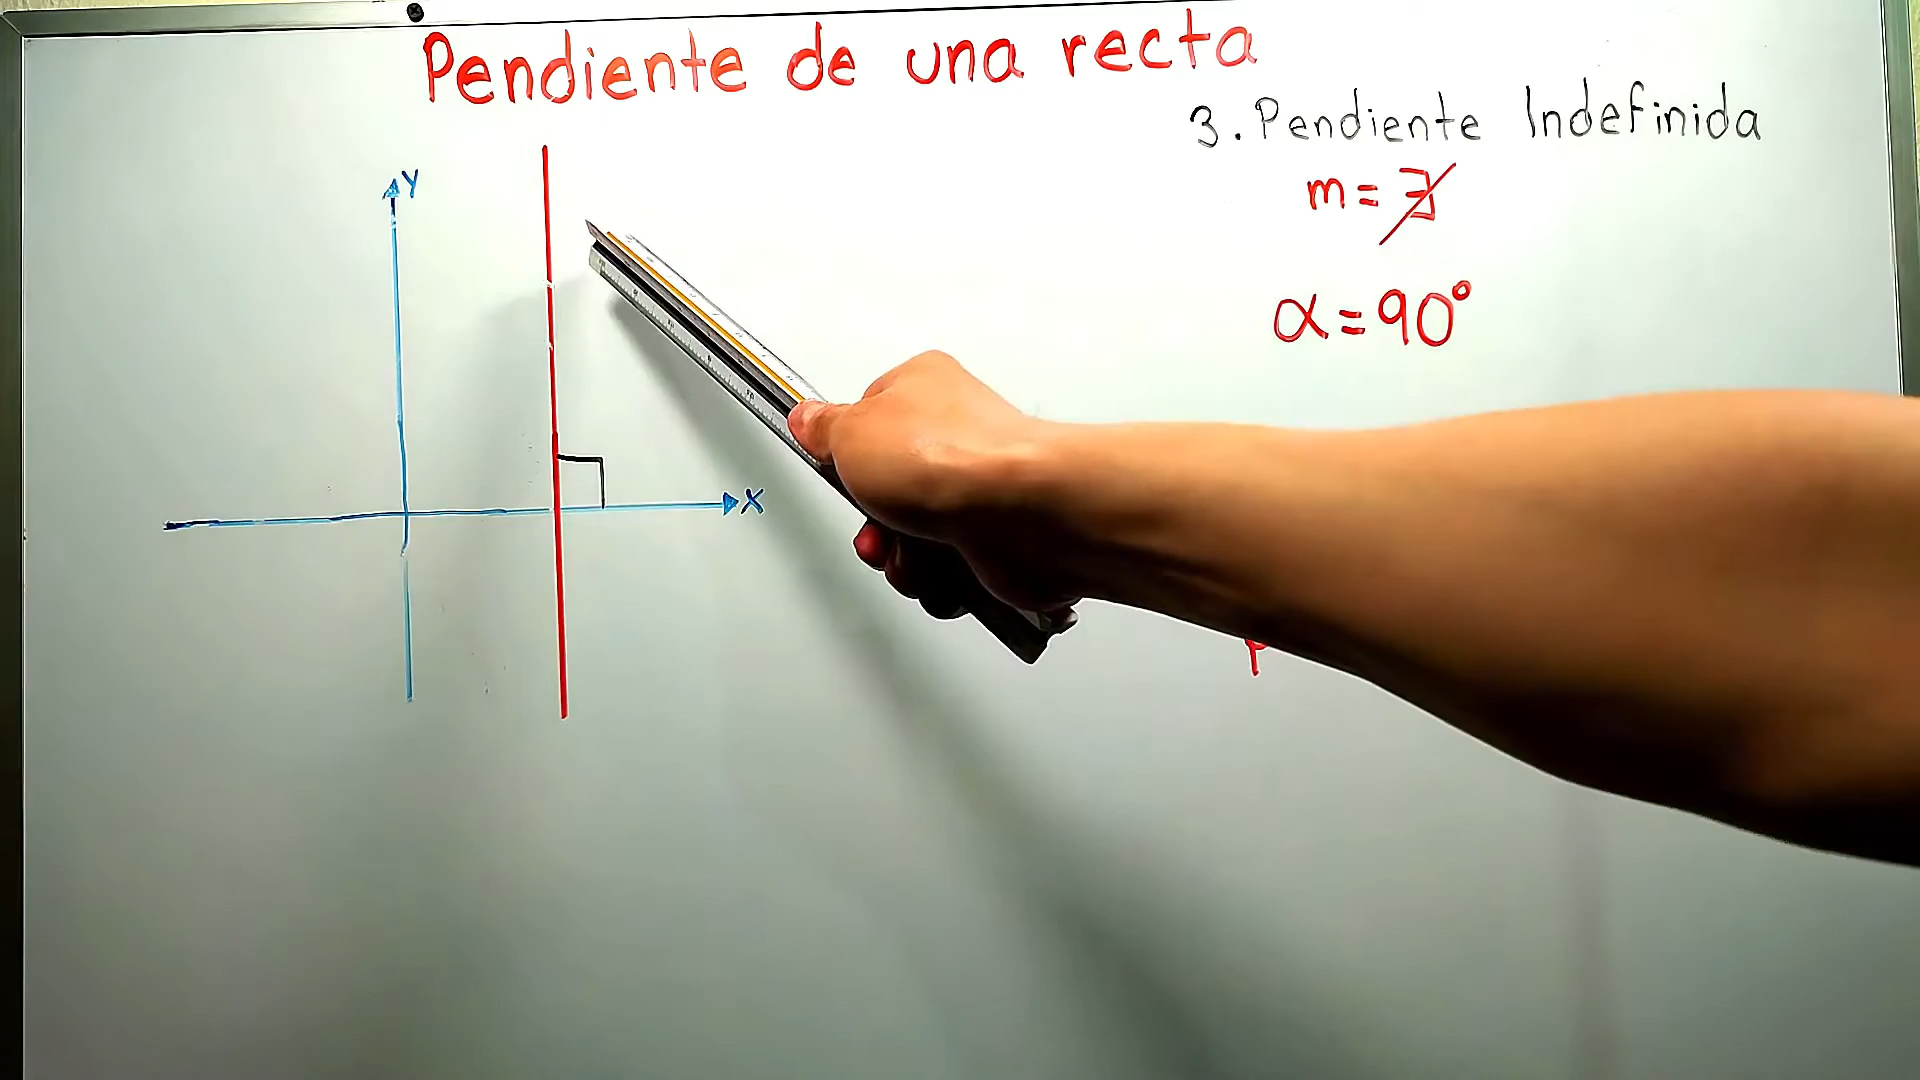 Pendiente de una recta
3. Pendiente Indefinida
m = ∄
α = 90°
Y
X